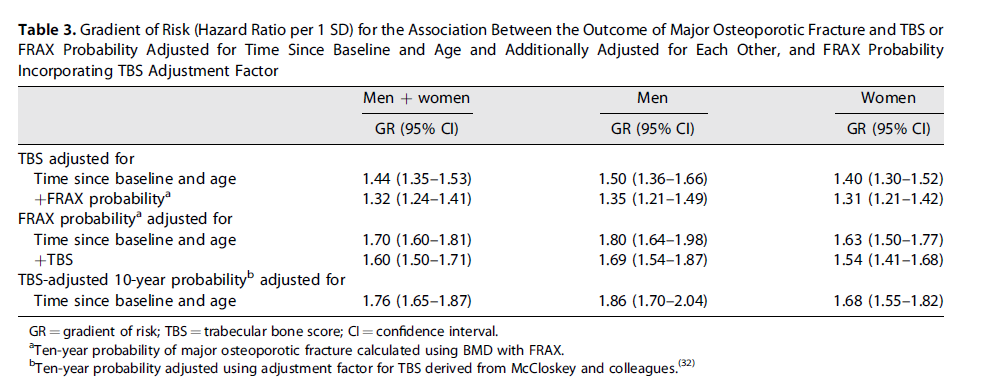 Table 3. Gradient of Risk (Hazard Ratio per 1 SD) for the Association Between the Outcome of Major Osteoporotic Fracture and TBS or
FRAX Probability Adjusted for Time Since Baseline and Age and Additionally Adjusted for Each Other, and FRAX Probability
Incorporating TBS Adjustment Factor
Men + women Men Women
GR (95% CI) GR (95% CI) GR (95% CI)
TBS adjusted for
Time since baseline and age 1.44 (1.35–1.53) 1.50 (1.36–1.66) 1.40 (1.30–1.52)
+FRAX probabilityᵃ 1.32 (1.24–1.41) 1.35 (1.21–1.49) 1.31 (1.21–1.42)
FRAX probabilityᵃ adjusted for
Time since baseline and age 1.70 (1.60–1.81) 1.80 (1.64–1.98) 1.63 (1.50–1.77)
+TBS 1.60 (1.50–1.71) 1.69 (1.54–1.87) 1.54 (1.41–1.68)
TBS-adjusted 10-year probabilityᵇ adjusted for
Time since baseline and age 1.76 (1.65–1.87) 1.86 (1.70–2.04) 1.68 (1.55–1.82)
GR = gradient of risk; TBS = trabecular bone score; CI = confidence interval.
ᵃTen-year probability of major osteoporotic fracture calculated using BMD with FRAX.
ᵇTen-year probability adjusted using adjustment factor for TBS derived from McCloskey and colleagues.⁽³²⁾